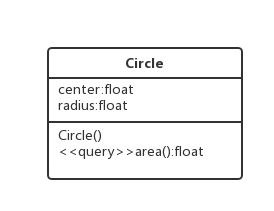 Circle
center:float
radius:float
Circle()
<<query>>area():float